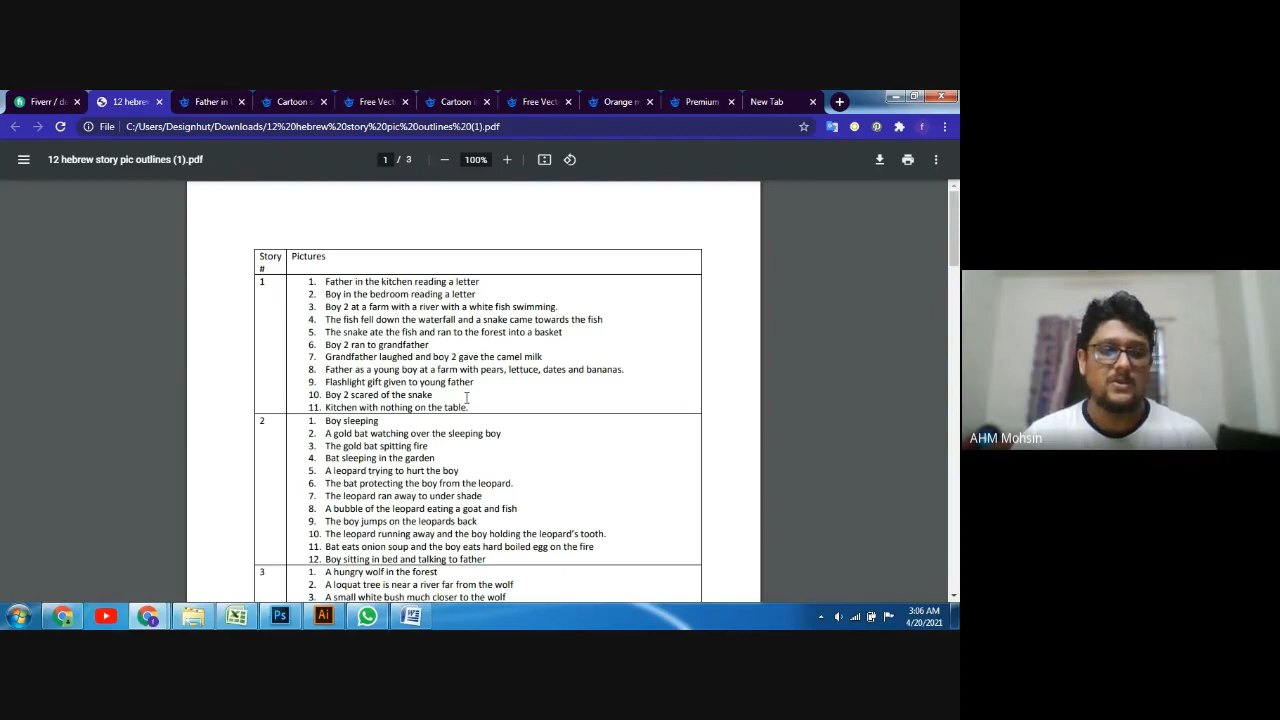 Fiverr / de
12 hebrew
Father in
Cartoon s
Free Vect
Cartoon
Free Vect
Orange m
Premium
New Tab
File C:/Users/Designhut/Downloads/12%20hebrew%20story%20pic%20outlines%20(1).pdf
12 hebrew story pic outlines (1).pdf
1 / 3
100%
Story # Pictures
1
1. Father in the kitchen reading a letter
2. Boy in the bedroom reading a letter
3. Boy 2 at a farm with a river with a white fish swimming.
4. The fish fell down the waterfall and a snake came towards the fish
5. The snake ate the fish and ran to the forest into a basket
6. Boy 2 ran to grandfather
7. Grandfather laughed and boy 2 gave the camel milk
8. Father as a young boy at a farm with pears, lettuce, dates and bananas.
9. Flashlight gift given to young father
10. Boy 2 scared of the snake
11. Kitchen with nothing on the table.
2
1. Boy sleeping
2. A gold bat watching over the sleeping boy
3. The gold bat spitting fire
4. Bat sleeping in the garden
5. A leopard trying to hurt the boy
6. The bat protecting the boy from the leopard.
7. The leopard ran away to under shade
8. A bubble of the leopard eating a goat and fish
9. The boy jumps on the leopards back
10. The leopard running away and the boy holding the leopard's tooth.
11. Bat eats onion soup and the boy eats hard boiled egg on the fire
12. Boy sitting in bed and talking to father
3
1. A hungry wolf in the forest
2. A loquat tree is near a river far from the wolf
3. A small white bush much closer to the wolf
AHM Mohsin
Ps
Ai
3:06 AM
4/20/2021